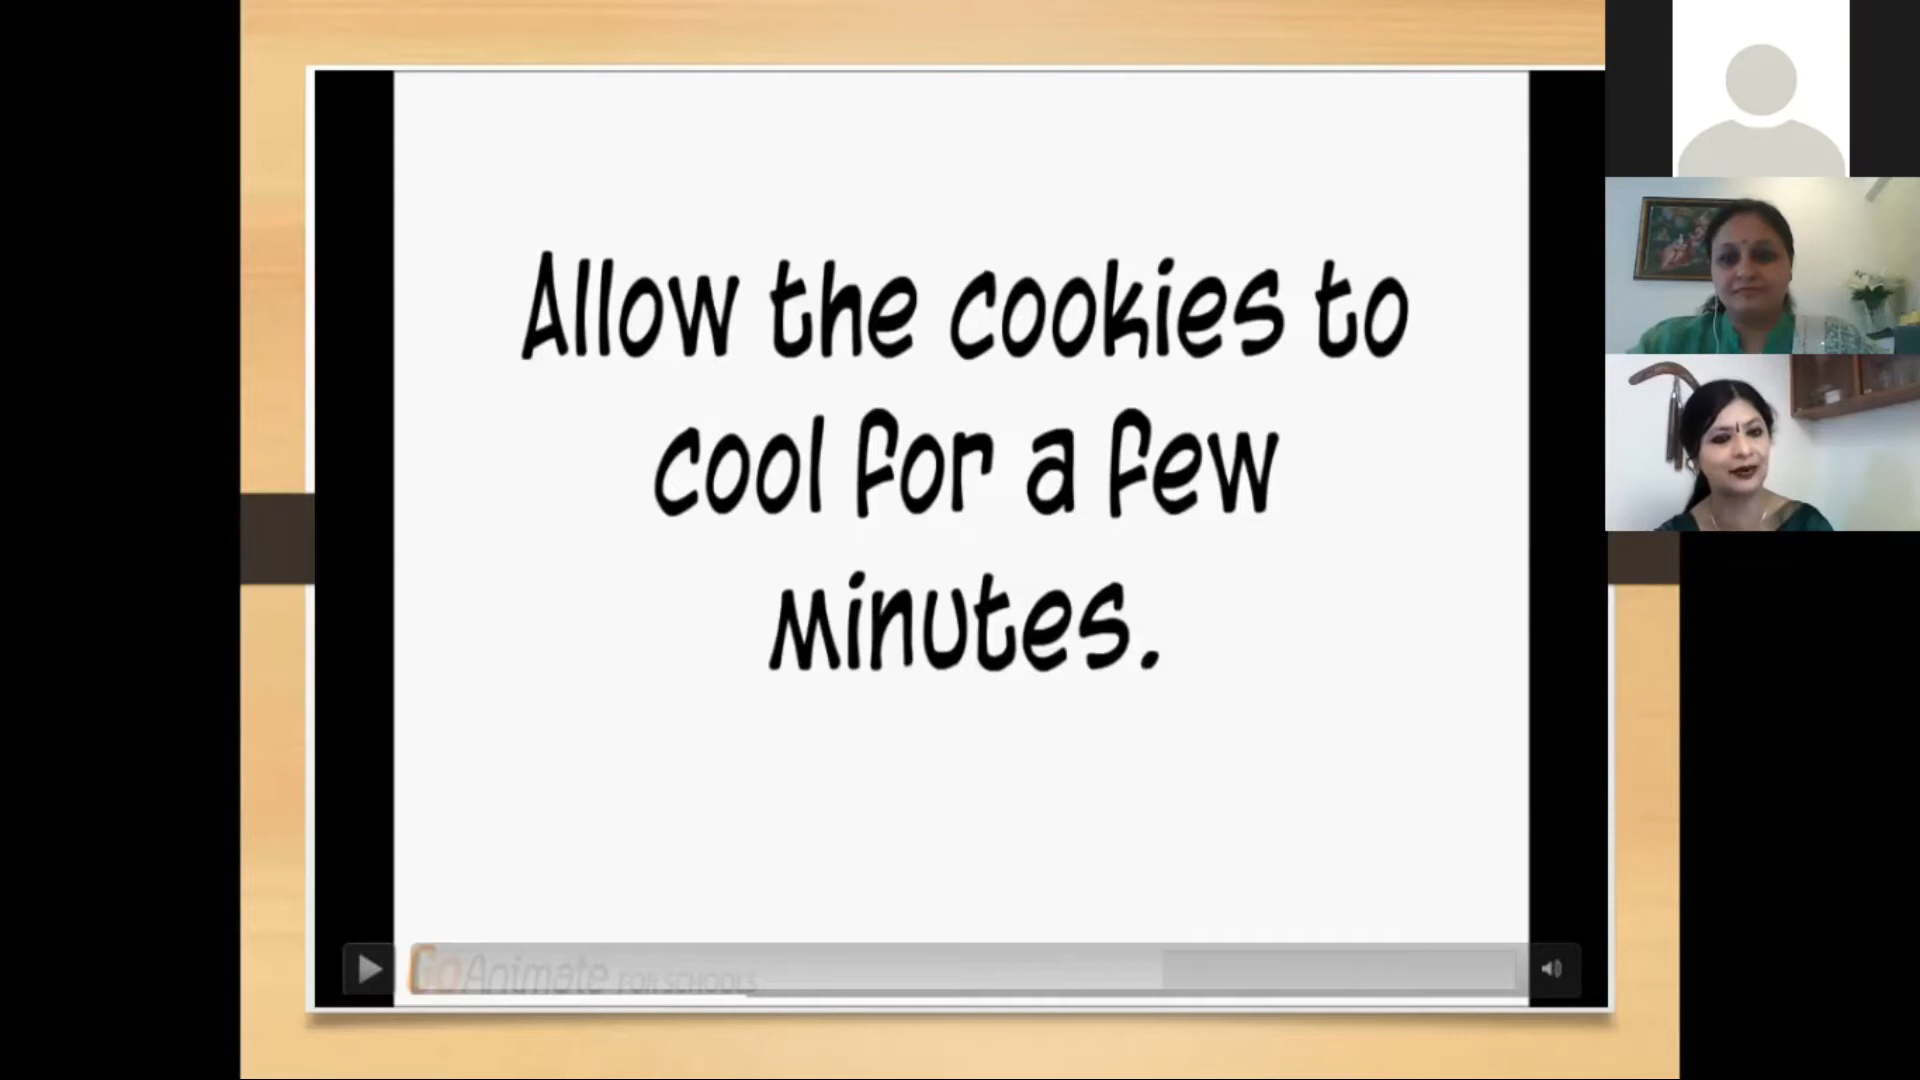 Allow the cookies to
cool for a few
minutes.
GoAnimate FOR SCHOOLS